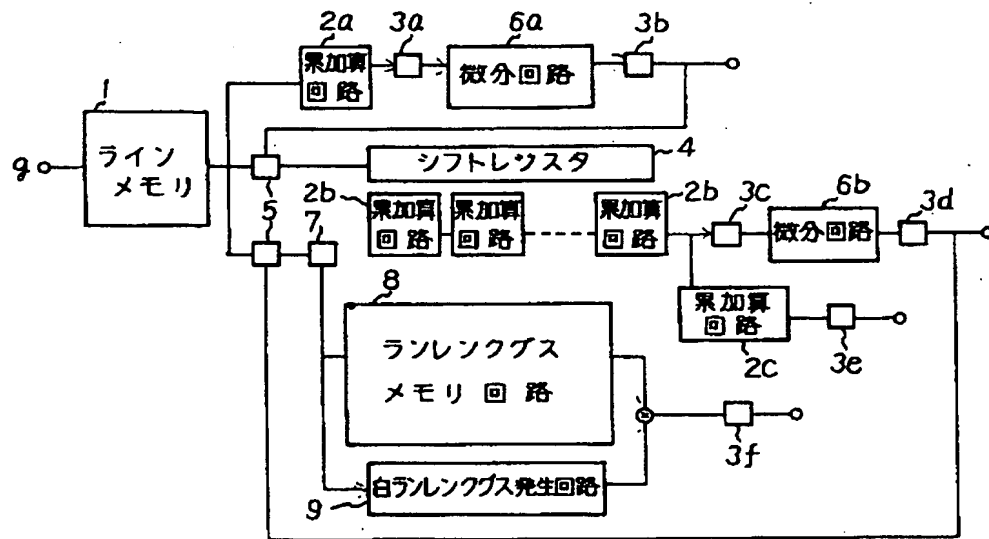 2a
3a
6a
3b
累加算
回路
微分回路
1
ライン
メモリ
g
シフトレジスタ
4
5
2b
累加算
回路
累加算
回路
累加算
回路
2b
3c
6b
微分回路
3d
7
8
ランレンクグス
メモリ回路
累加算
回路
2c
3e
3f
白ランレンクグス発生回路
9